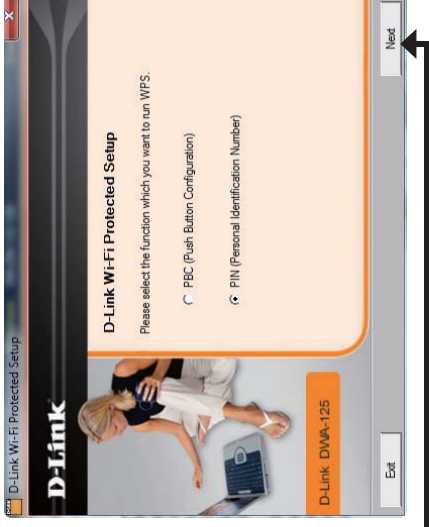 D-Link Wi-Fi Protected Setup
D-Link
D-Link Wi-Fi Protected Setup
Please select the function which you want to run WPS.
PBC (Push Button Configuration)
PIN (Personal Identification Number)
D-Link DWA-125
Exit
Next